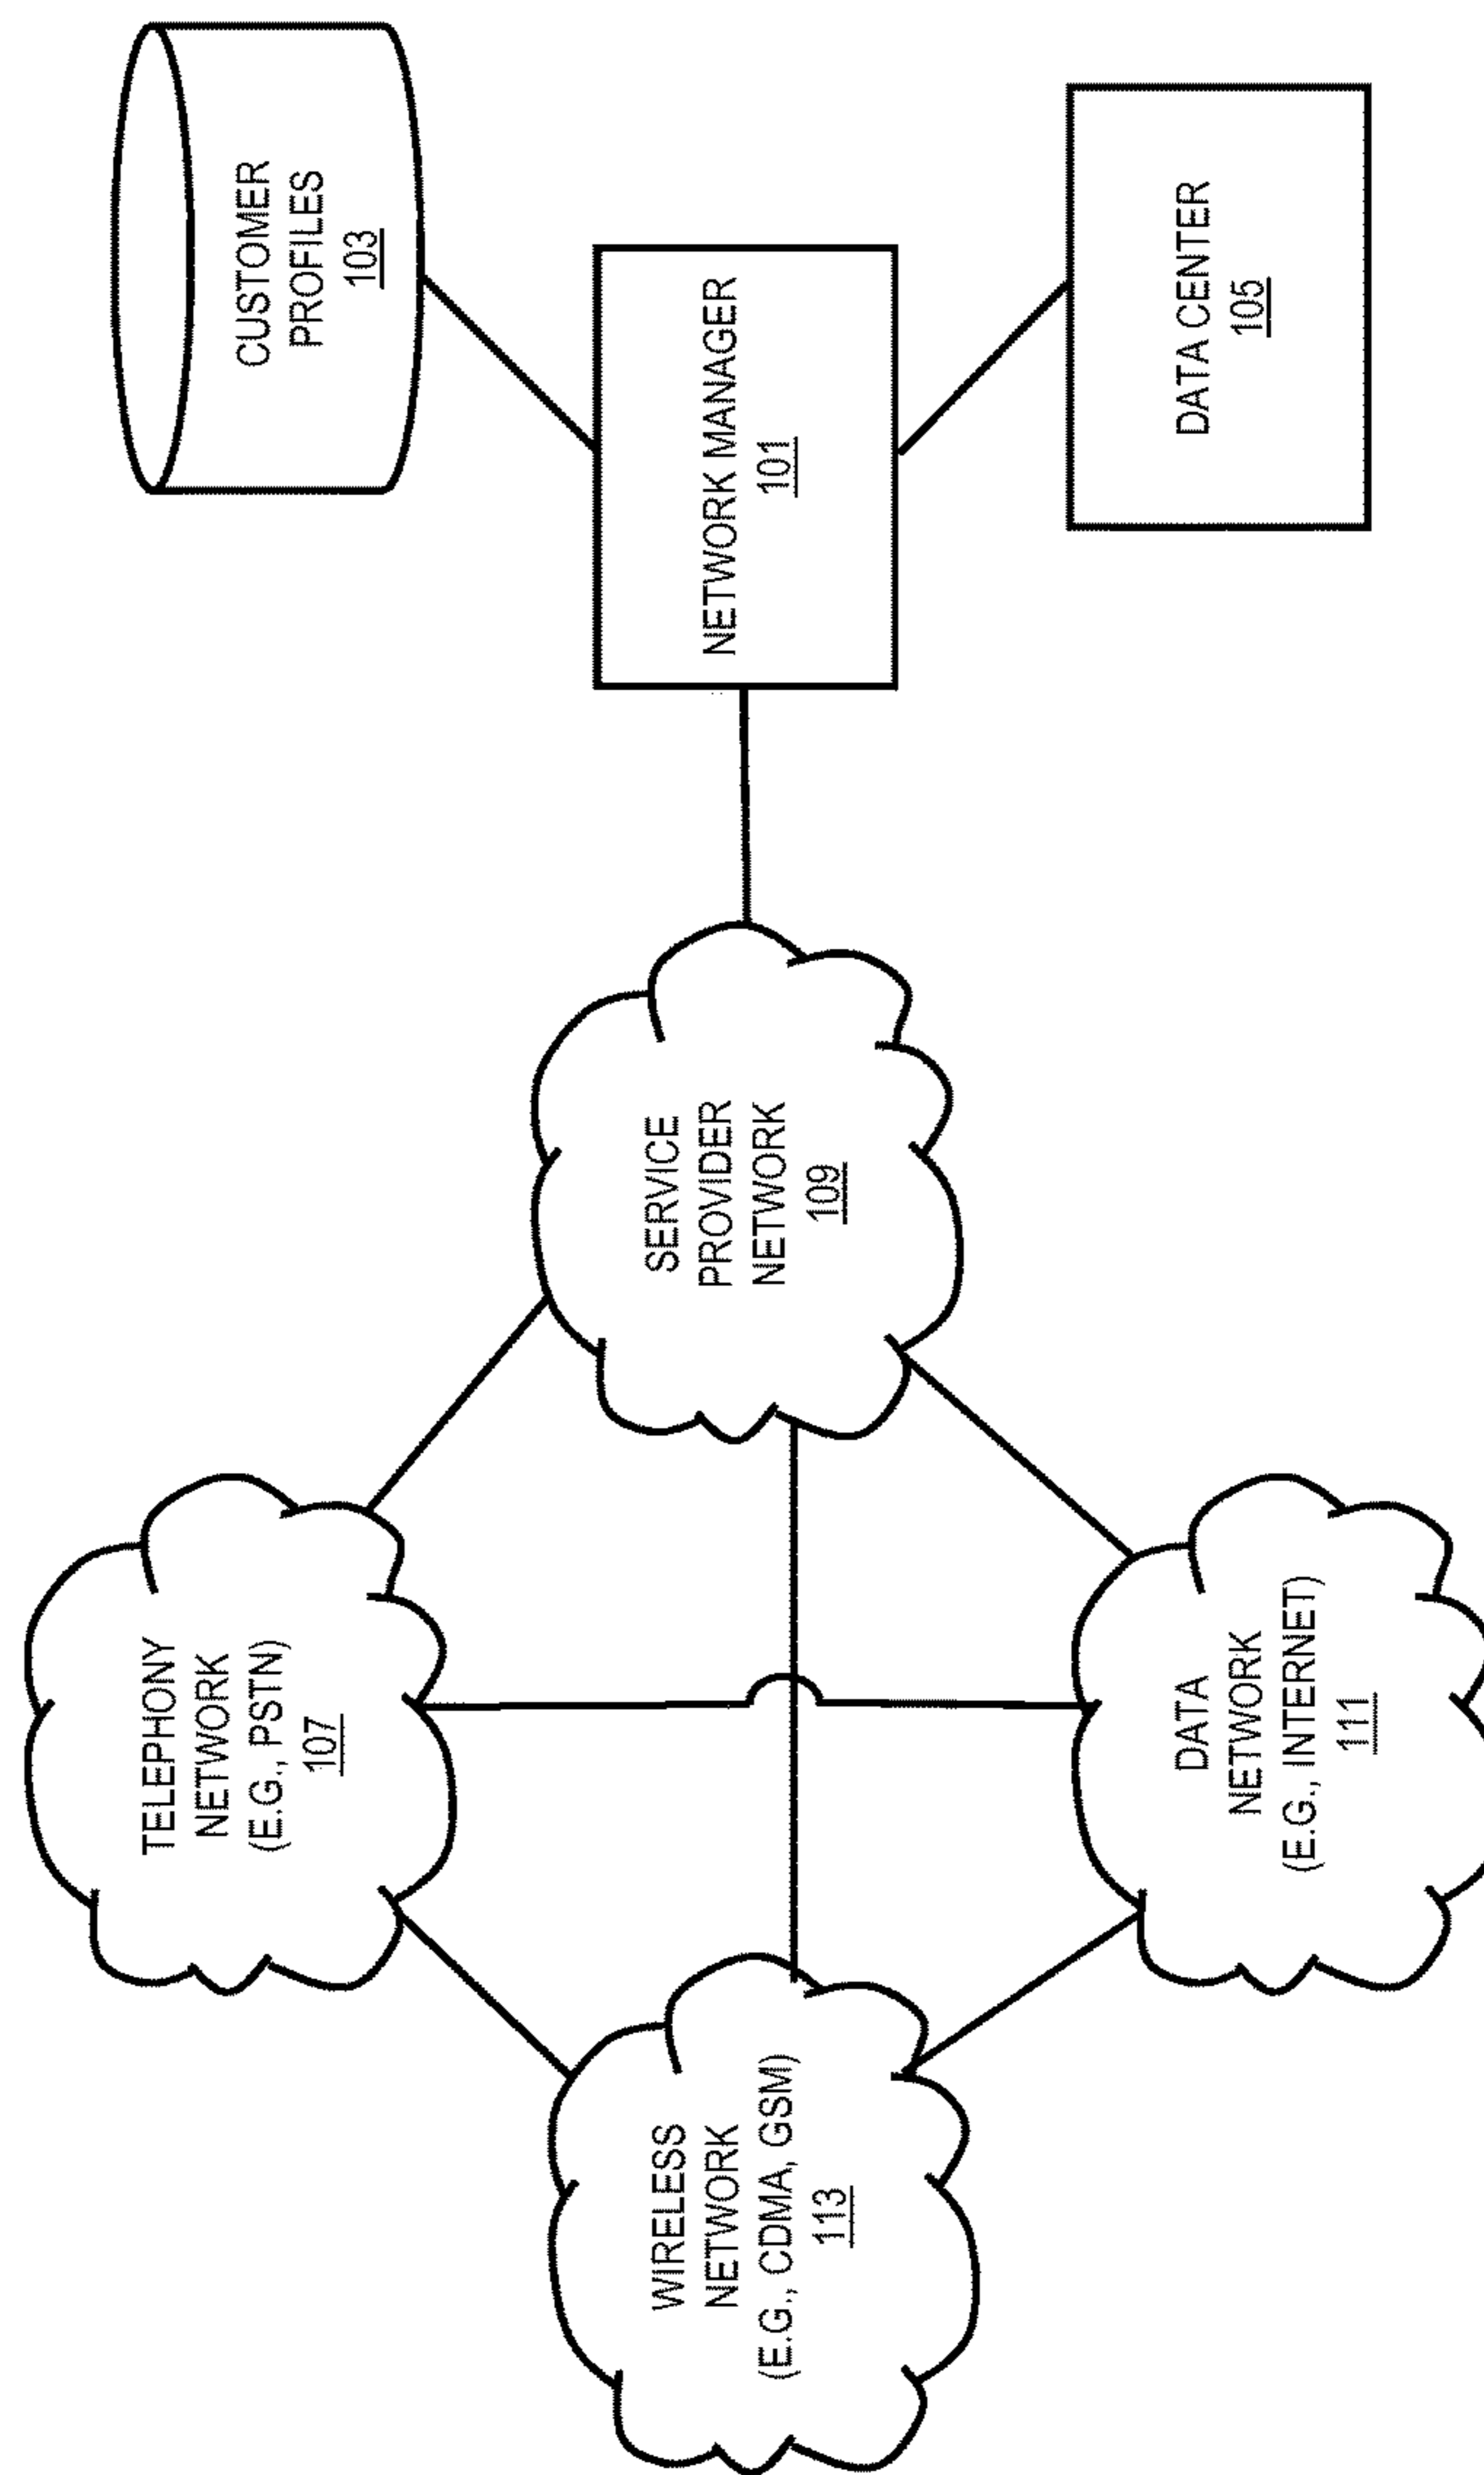 CUSTOMER
PROFILES
103
NETWORK MANAGER
101
DATA CENTER
105
TELEPHONY
NETWORK
(E.G., PSTN)
107
SERVICE
PROVIDER
NETWORK
109
DATA
NETWORK
(E.G., INTERNET)
111
WIRELESS
NETWORK
(E.G., CDMA, GSM)
113